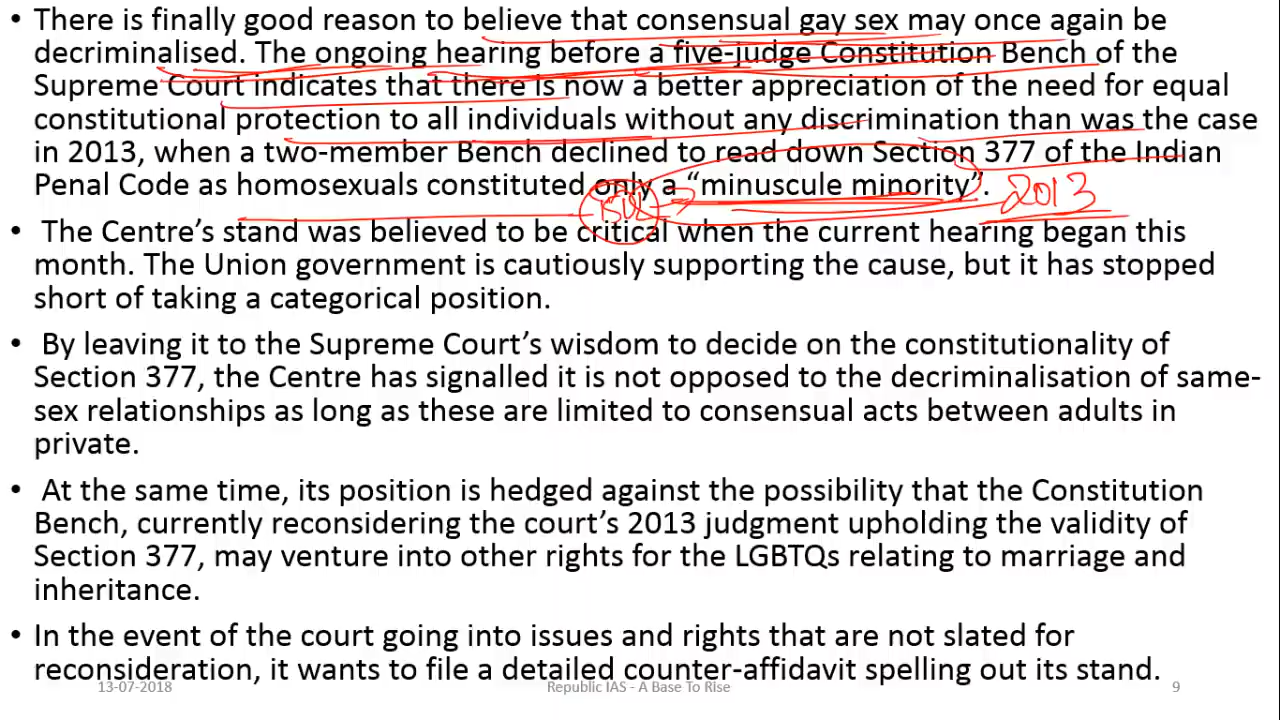 • There is finally good reason to believe that consensual gay sex may once again be
decriminalised. The ongoing hearing before a five-judge Constitution Bench of the
Supreme Court indicates that there is now a better appreciation of the need for equal
constitutional protection to all individuals without any discrimination than was the case
in 2013, when a two-member Bench declined to read down Section 377 of the Indian
Penal Code as homosexuals constituted only a “minuscule minority”.
2013
• The Centre’s stand was believed to be critical when the current hearing began this
month. The Union government is cautiously supporting the cause, but it has stopped
short of taking a categorical position.
• By leaving it to the Supreme Court’s wisdom to decide on the constitutionality of
Section 377, the Centre has signalled it is not opposed to the decriminalisation of same-
sex relationships as long as these are limited to consensual acts between adults in
private.
• At the same time, its position is hedged against the possibility that the Constitution
Bench, currently reconsidering the court’s 2013 judgment upholding the validity of
Section 377, may venture into other rights for the LGBTQs relating to marriage and
inheritance.
• In the event of the court going into issues and rights that are not slated for
reconsideration, it wants to file a detailed counter-affidavit spelling out its stand.
13-07-2018 Republic IAS - A Base To Rise 9